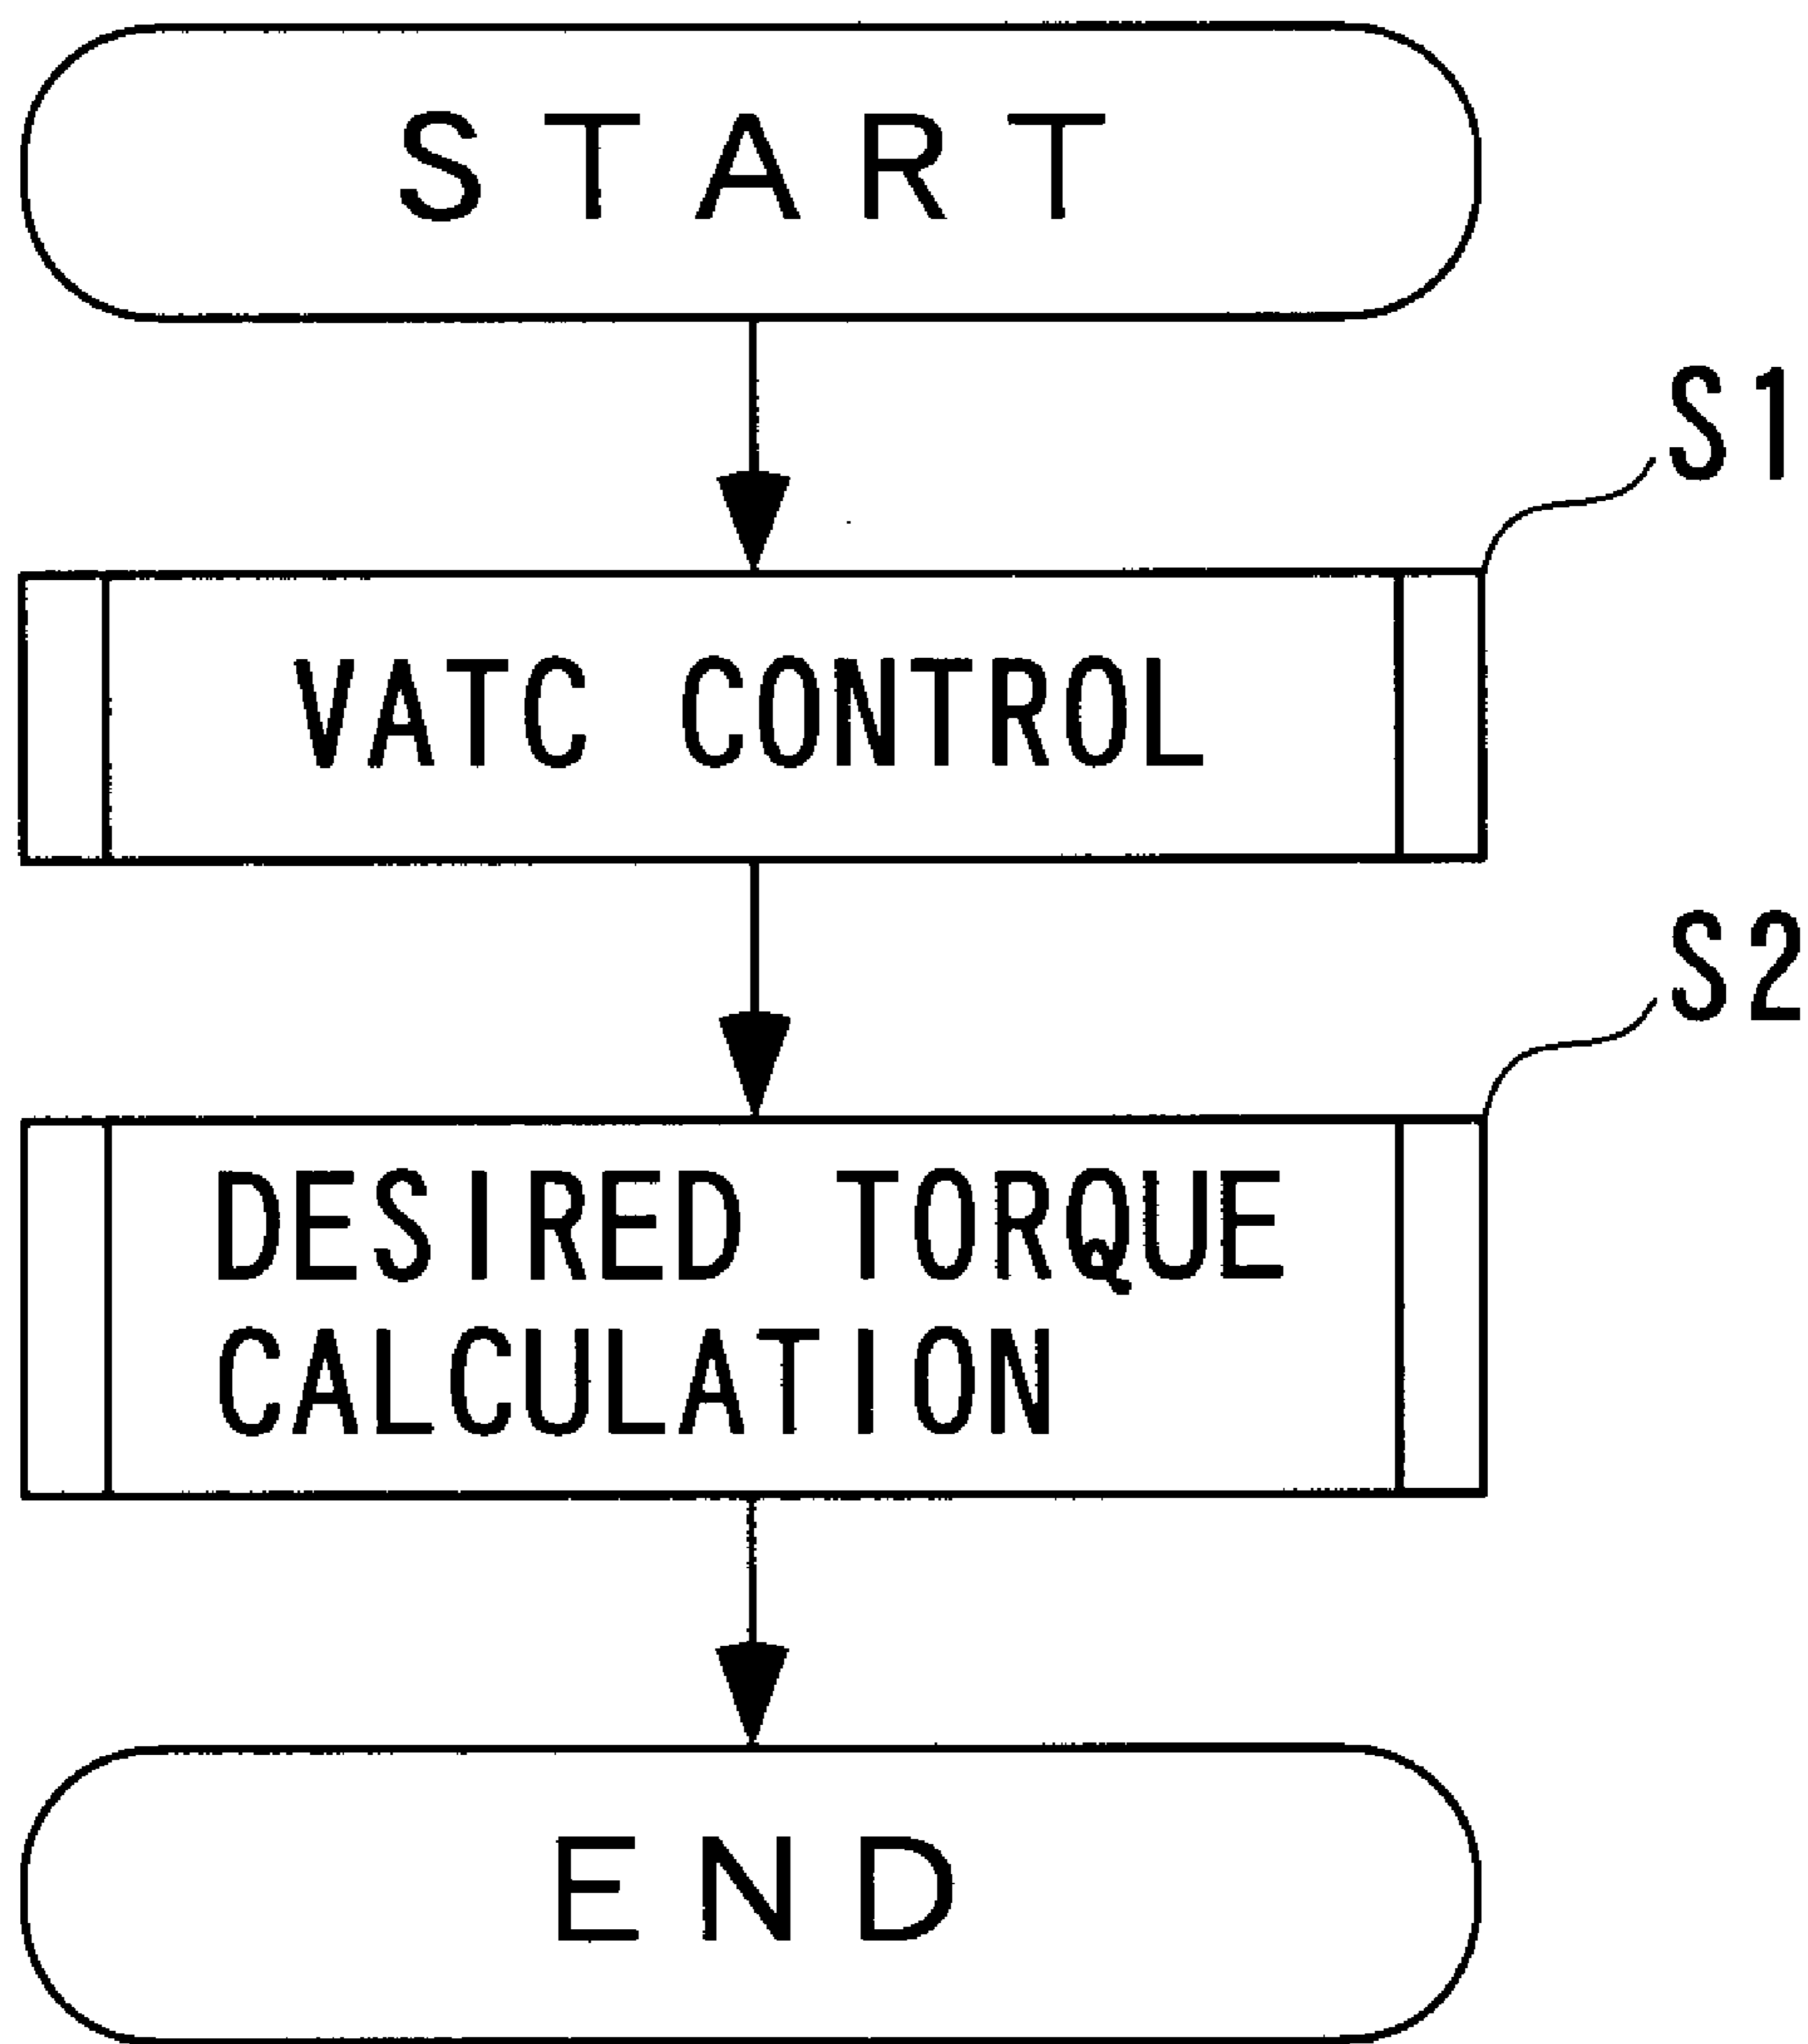 START
S1
VATC CONTROL
S2
DESIRED TORQUE
CALCULATION
END